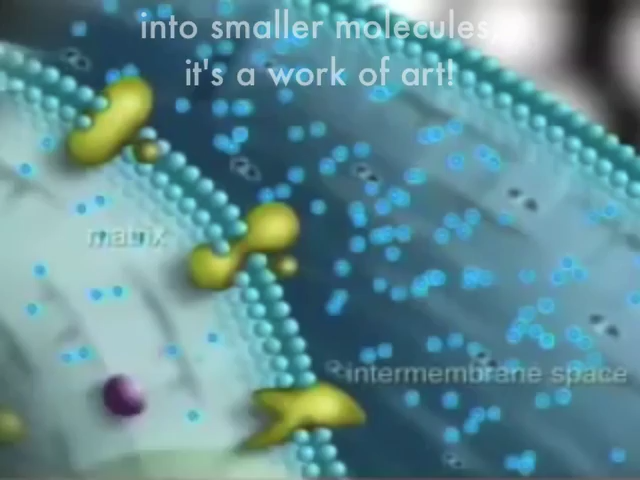 into smaller molecules,
it's a work of art!
matrix
intermembrane space